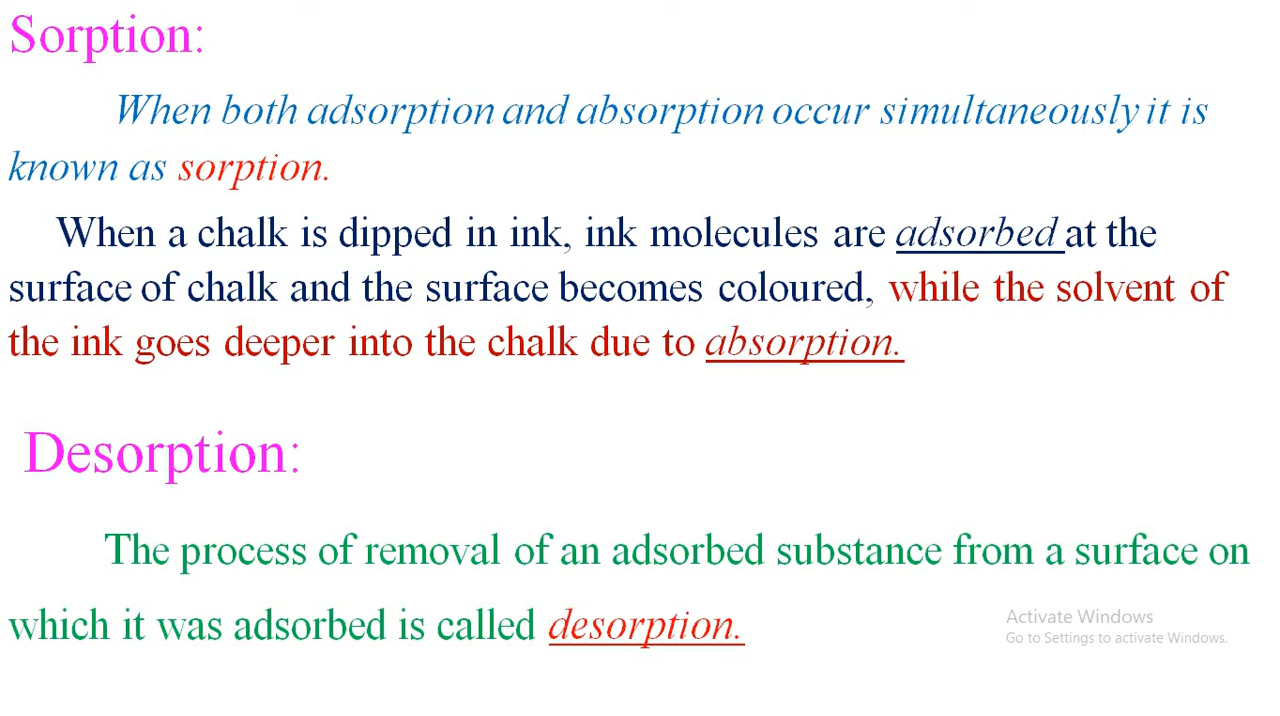 Sorption:
When both adsorption and absorption occur simultaneously it is
known as sorption.
When a chalk is dipped in ink, ink molecules are adsorbed at the
surface of chalk and the surface becomes coloured, while the solvent of
the ink goes deeper into the chalk due to absorption.
Desorption:
The process of removal of an adsorbed substance from a surface on
which it was adsorbed is called desorption.
Activate Windows
Go to Settings to activate Windows.